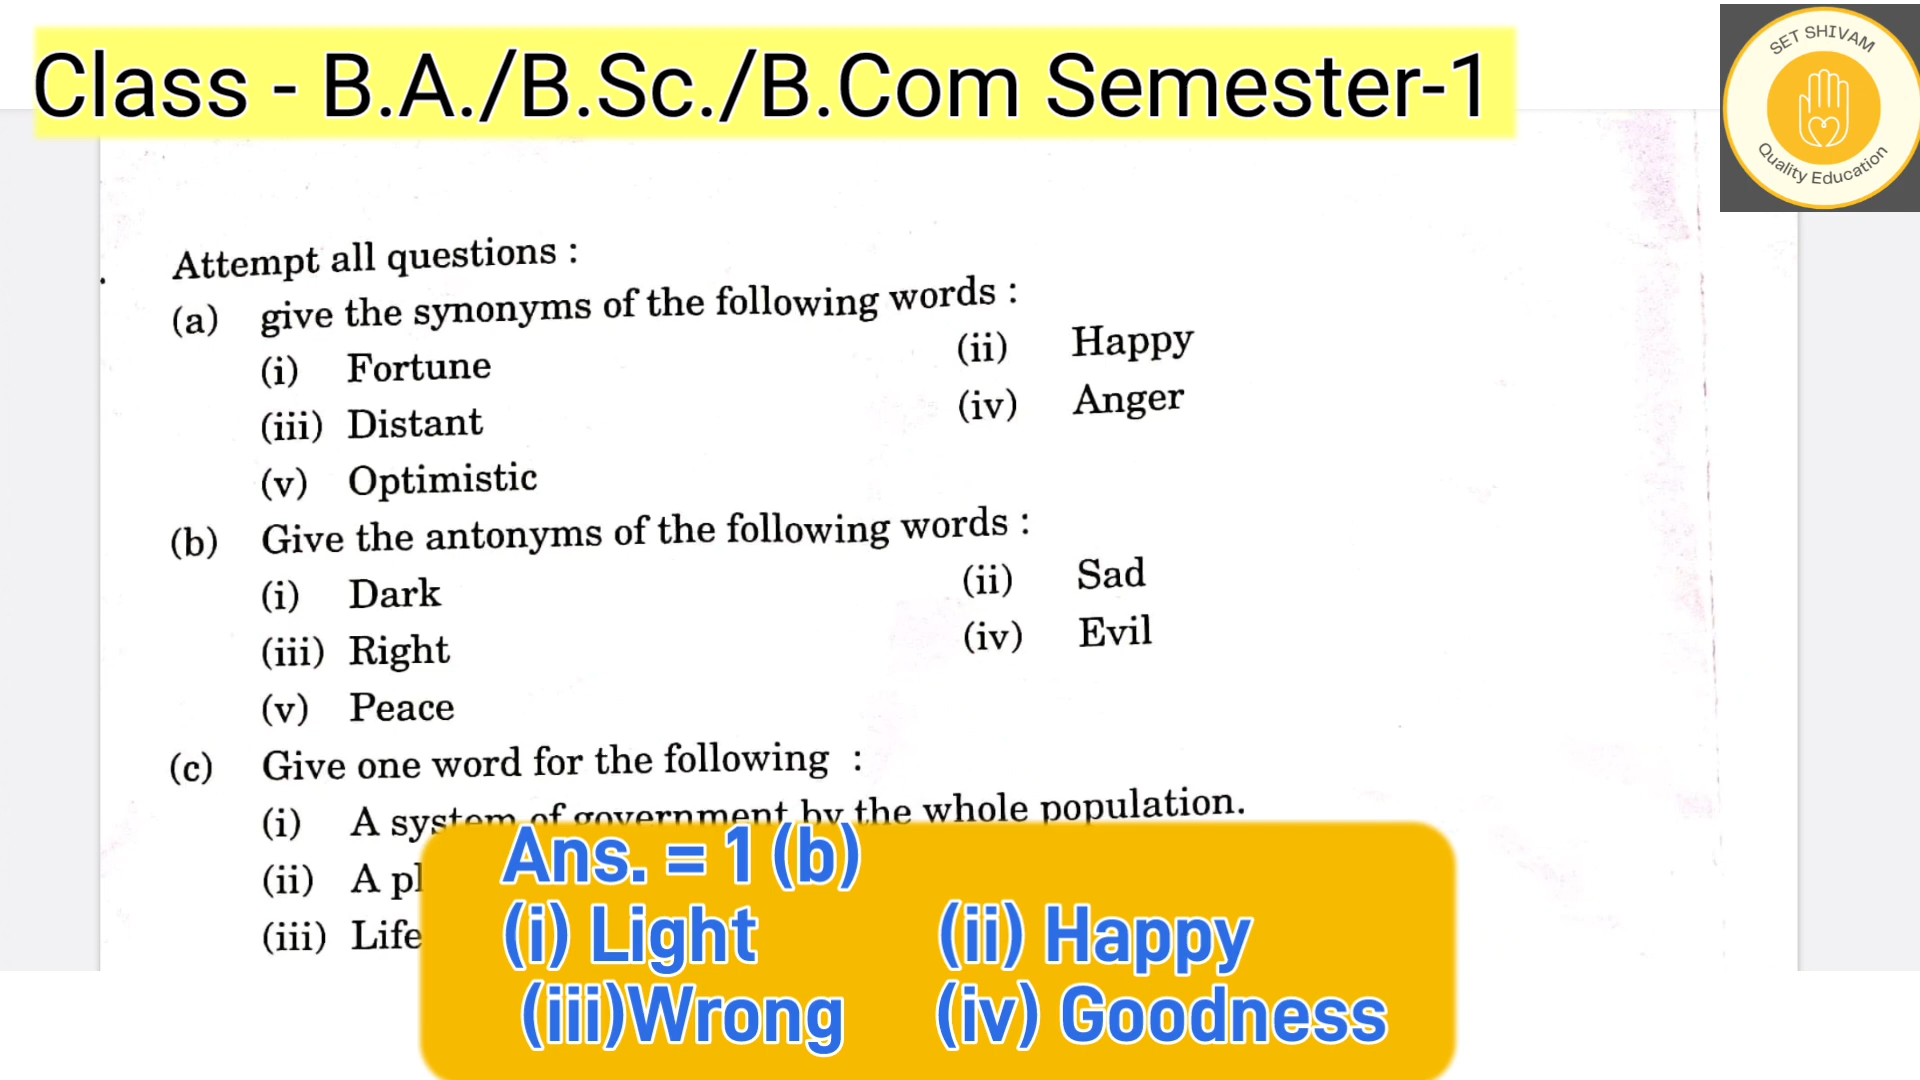 Class - B.A./B.Sc./B.Com Semester-1
SET SHIVAM
Quality Education
Attempt all questions :
(a) give the synonyms of the following words :
(i) Fortune (ii) Happy
(iii) Distant (iv) Anger
(v) Optimistic
(b) Give the antonyms of the following words :
(i) Dark (ii) Sad
(iii) Right (iv) Evil
(v) Peace
(c) Give one word for the following :
(i) A system of government by the whole population.
(ii) A
(iii) Life
Ans. = 1 (b)
(i) Light (ii) Happy
(iii)Wrong (iv) Goodness